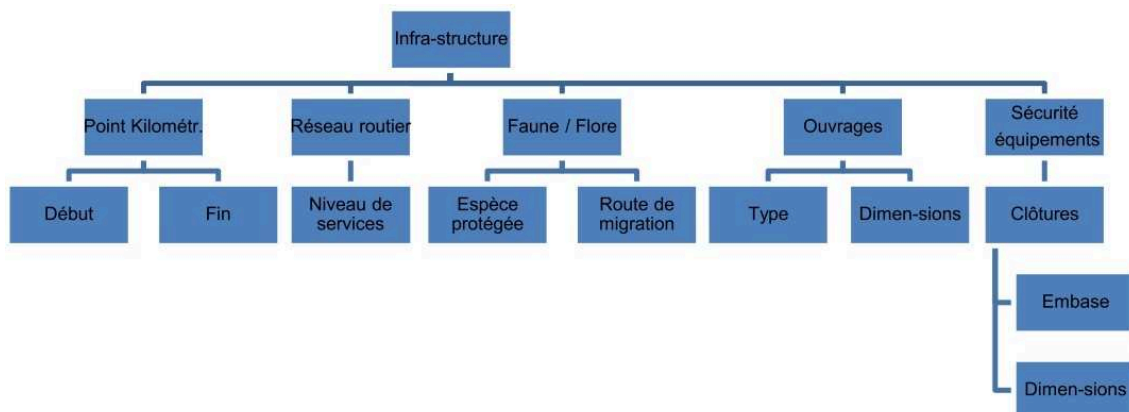 Infra-structure
Point Kilométr.
Réseau routier
Faune / Flore
Ouvrages
Sécurité
équipements
Début
Fin
Niveau de
services
Espèce
protégée
Route de
migration
Type
Dimen-sions
Clôtures
Embase
Dimen-sions